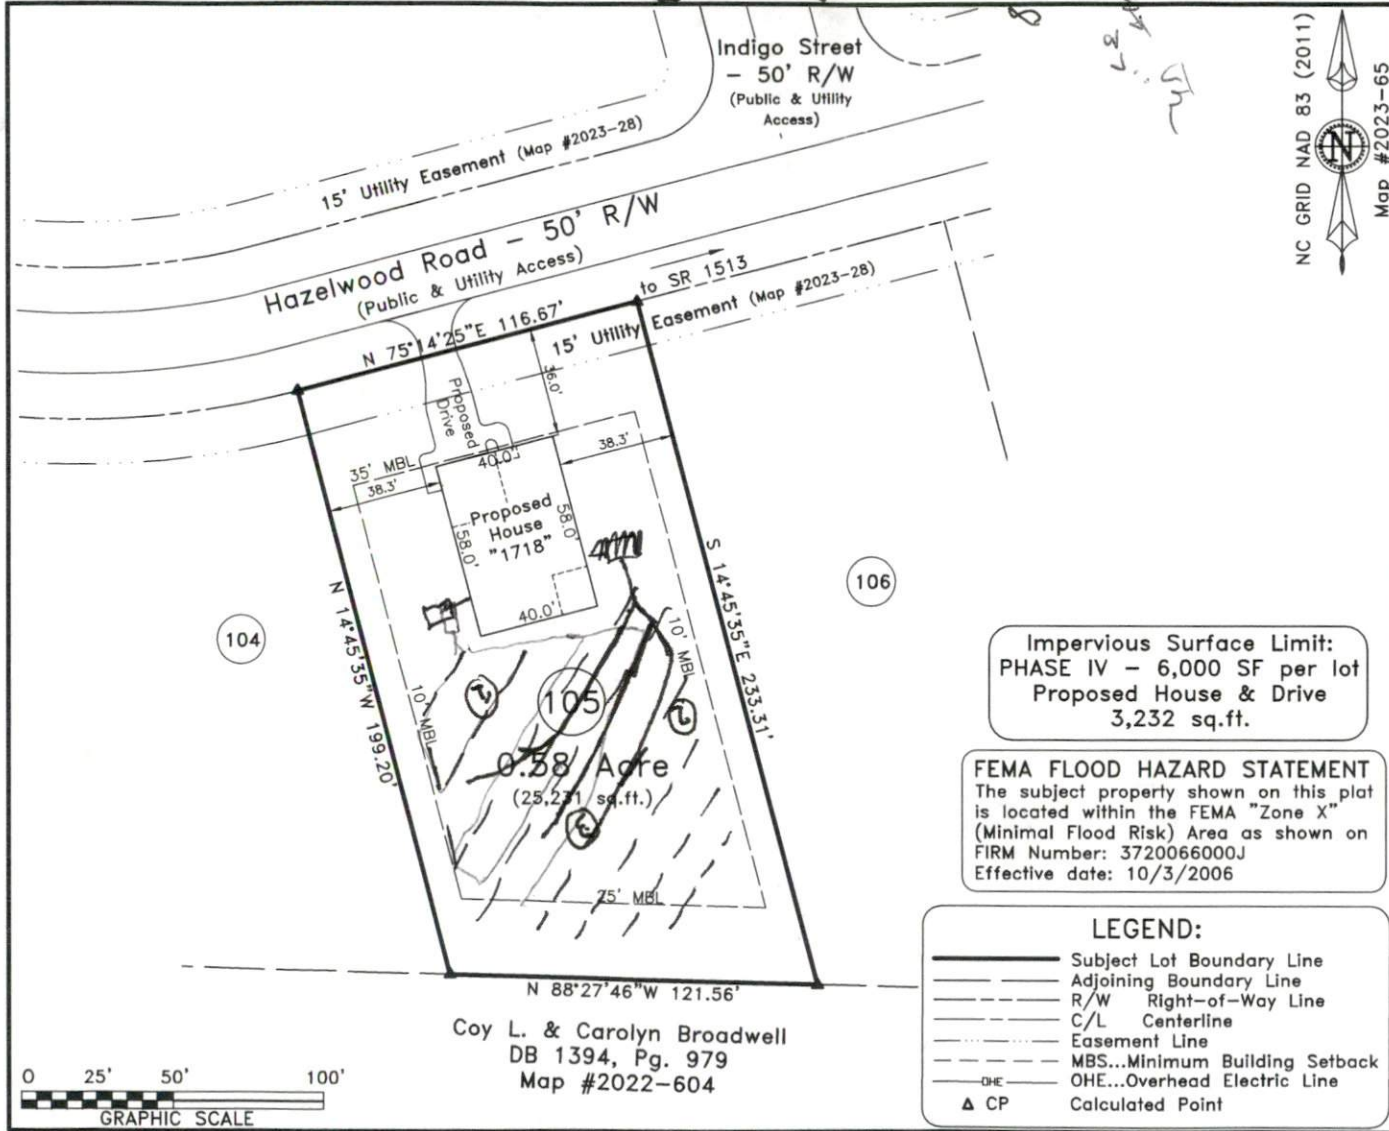 Indigo Street
- 50' R/W
(Public & Utility
Access)
NC GRID NAD 83 (2011)
N
Map #2023-65
15' Utility Easement (Map #2023-28)
Hazelwood Road - 50' R/W
(Public & Utility Access)
to SR 1513
N 75°14'25"E 116.67'
15' Utility Easement (Map #2023-28)
Proposed
Drive
36.0'
35' MBL
38.3'
40.0'
38.3'
Proposed
House
"1718"
58.0'
58.0'
40.0'
N 14°45'35"W 199.20'
S 14°45'35"E 233.31'
10' MBL
10' MBL
104
106
105
0.58 Acre
(25,231 sq.ft.)
25' MBL
N 88°27'46"W 121.56'
Coy L. & Carolyn Broadwell
DB 1394, Pg. 979
Map #2022-604
Impervious Surface Limit:
PHASE IV - 6,000 SF per lot
Proposed House & Drive
3,232 sq.ft.
FEMA FLOOD HAZARD STATEMENT
The subject property shown on this plat
is located within the FEMA "Zone X"
(Minimal Flood Risk) Area as shown on
FIRM Number: 3720066000J
Effective date: 10/3/2006
LEGEND:
Subject Lot Boundary Line
Adjoining Boundary Line
R/W Right-of-Way Line
C/L Centerline
Easement Line
MBS...Minimum Building Setback
OHE OHE...Overhead Electric Line
CP Calculated Point
0 25' 50' 100'
GRAPHIC SCALE